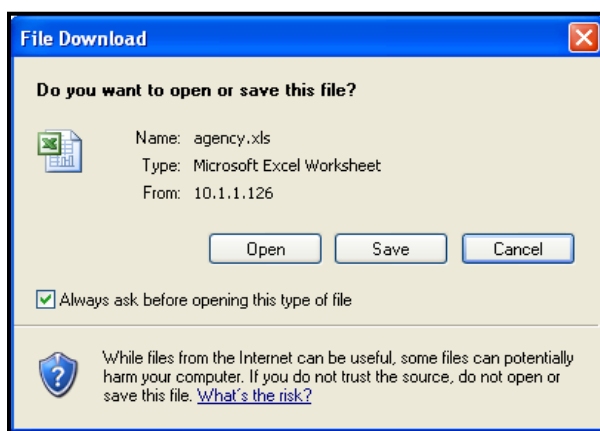 File Download
Do you want to open or save this file?
Name: agency.xls
Type: Microsoft Excel Worksheet
From: 10.1.1.126
Open Save Cancel
Always ask before opening this type of file
While files from the Internet can be useful, some files can potentially
harm your computer. If you do not trust the source, do not open or
save this file. What's the risk?